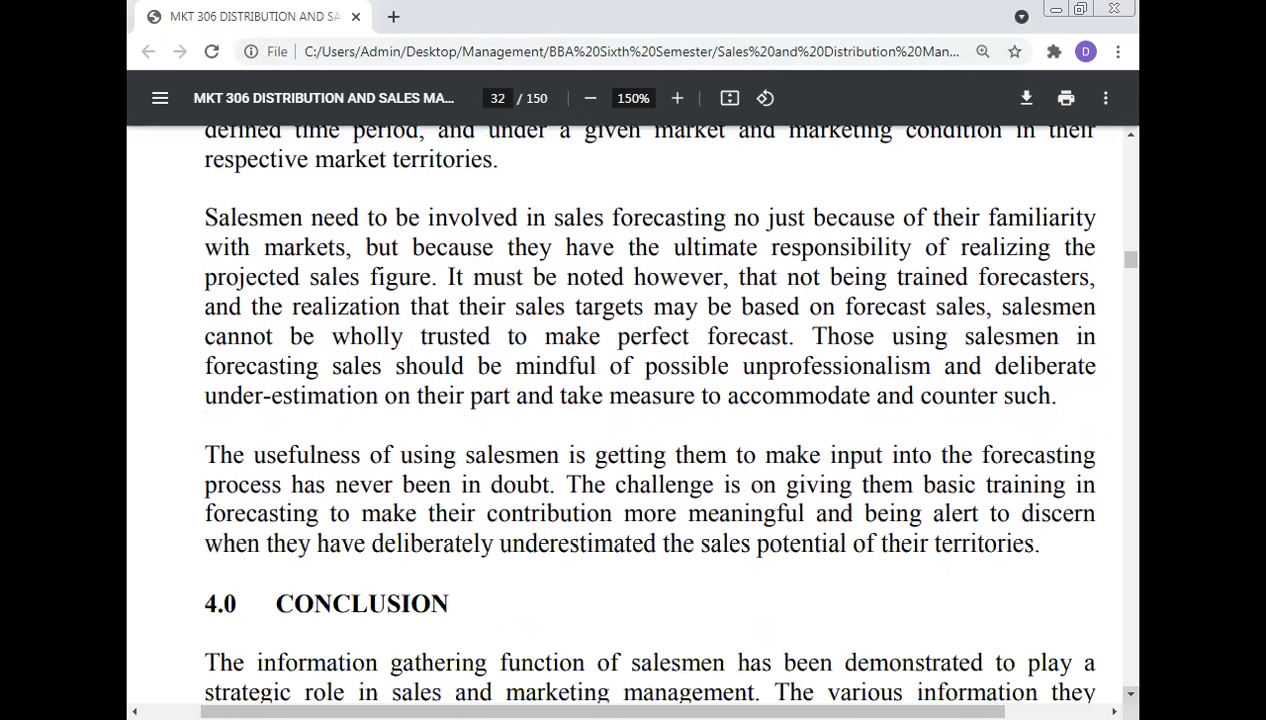 MKT 306 DISTRIBUTION AND SA
File C:/Users/Admin/Desktop/Management/BBA%20Sixth%20Semester/Sales%20and%20Distribution%20Man...
D
MKT 306 DISTRIBUTION AND SALES MA... 32 / 150 150%
defined time period, and under a given market and marketing condition in their
respective market territories.
Salesmen need to be involved in sales forecasting no just because of their familiarity
with markets, but because they have the ultimate responsibility of realizing the
projected sales figure. It must be noted however, that not being trained forecasters,
and the realization that their sales targets may be based on forecast sales, salesmen
cannot be wholly trusted to make perfect forecast. Those using salesmen in
forecasting sales should be mindful of possible unprofessionalism and deliberate
under-estimation on their part and take measure to accommodate and counter such.
The usefulness of using salesmen is getting them to make input into the forecasting
process has never been in doubt. The challenge is on giving them basic training in
forecasting to make their contribution more meaningful and being alert to discern
when they have deliberately underestimated the sales potential of their territories.
4.0 CONCLUSION
The information gathering function of salesmen has been demonstrated to play a
strategic role in sales and marketing management. The various information they